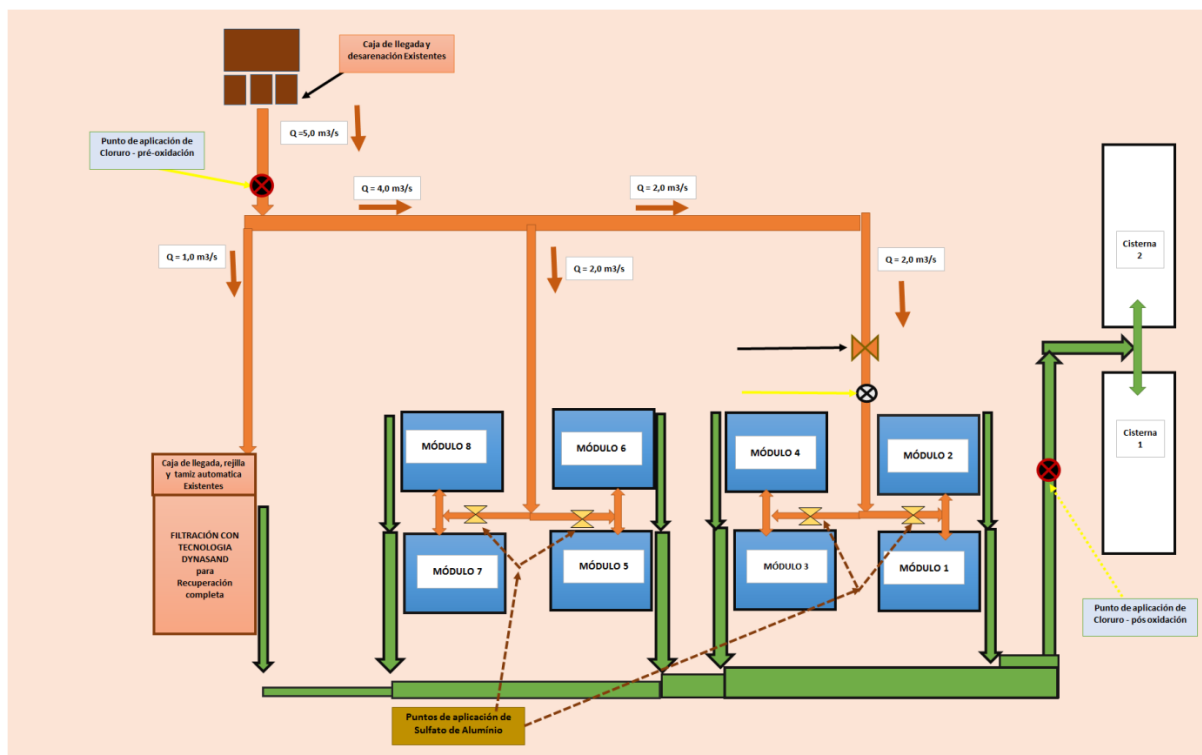 Caja de llegada y
desarenación Existentes
Q =5,0 m3/s
Punto de aplicación de
Cloruro - pré-oxidación
Q = 4,0 m3/s
Q = 2,0 m3/s
Q = 1,0 m3/s
Q = 2,0 m3/s
Q = 2,0 m3/s
Cisterna
2
Cisterna
1
MÓDULO 8
MÓDULO 6
MÓDULO 4
MÓDULO 2
Caja de llegada, rejilla
y tamiz automatica
Existentes
FILTRACIÓN CON
TECNOLOGIA
DYNASAND
para
Recuperación
completa
MÓDULO 7
MÓDULO 5
MÓDULO 3
MÓDULO 1
Punto de aplicación de
Cloruro - pós oxidación
Puntos de aplicación de
Sulfato de Alumínio